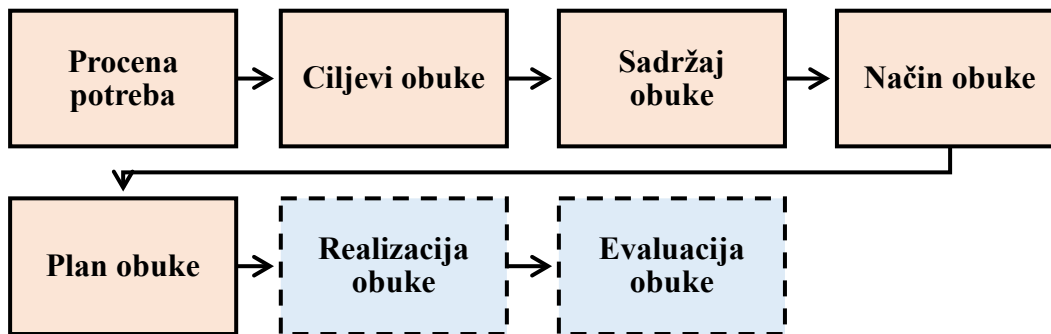 Procena
potreba
Ciljevi obuke
Sadržaj
obuke
Način obuke
Plan obuke
Realizacija
obuke
Evaluacija
obuke